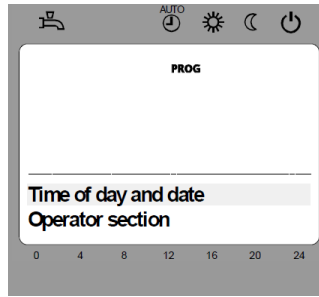 AUTO
PROG
Time of day and date
Operator section
0 4 8 12 16 20 24